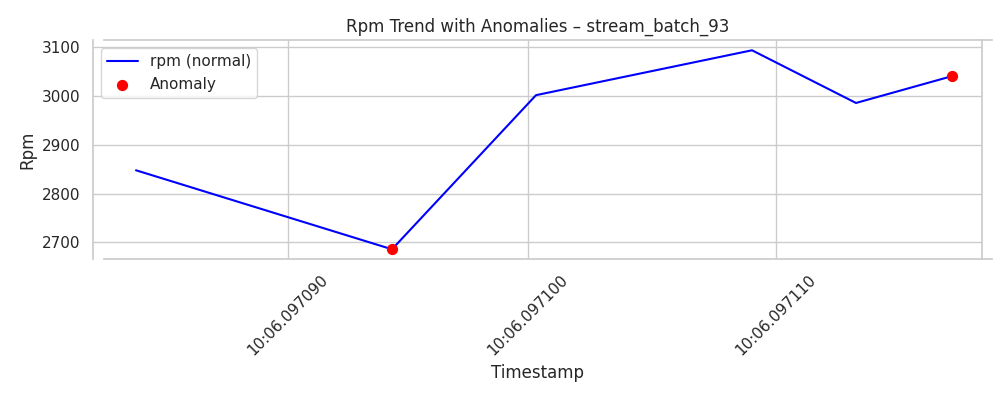 Rpm Trend with Anomalies – stream_batch_93
rpm (normal)
Anomaly
Rpm
3100
3000
2900
2800
2700
10:06.097090
10:06.097100
10:06.097110
Timestamp